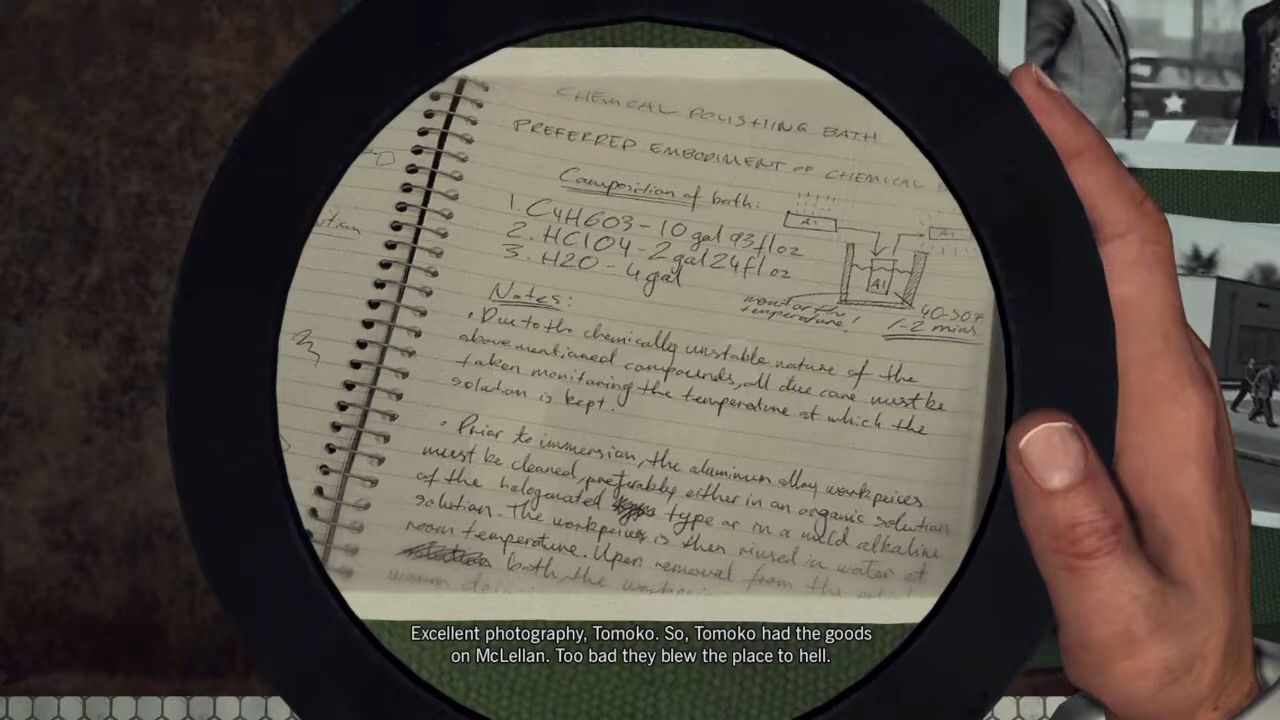 CHEMICAL POLISHING BATH
PREFERRED EMBODIMENT OF CHEMICAL
Composition of bath:
1. C4H6O3 - 10 gal 93 fl oz
2. HClO4 - 2 gal 24 fl oz
3. H2O - 4 gal
Al
Al
Al
monitor the
temperature!
40-50°
1-2 mins
Notes:
• Due to the chemically unstable nature of the
above mentioned compounds, all due care must be
taken monitoring the temperature at which the
solution is kept.
• Prior to immersion, the aluminum alloy workpeices
must be cleaned, preferably either in an organic solution
of the halogenated type or in a mild alkaline
solution. The workpeice is then rinsed in water at
room temperature. Upon removal from the
bath, the
warm
Excellent photography, Tomoko. So, Tomoko had the goods
on McLellan. Too bad they blew the place to hell.